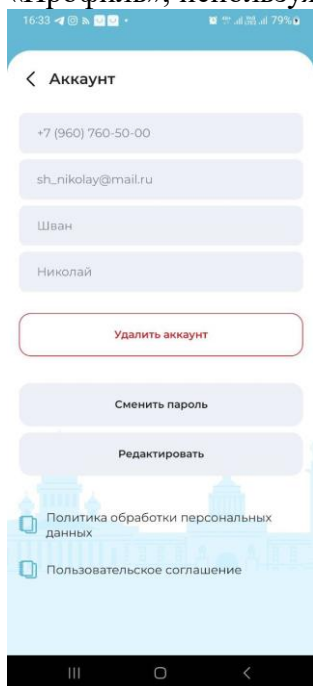 «Профиль», используя
16:33 79%
Аккаунт
+7 (960) 760-50-00
sh_nikolay@mail.ru
Шван
Николай
Удалить аккаунт
Сменить пароль
Редактировать
Политика обработки персональных
данных
Пользовательское соглашение